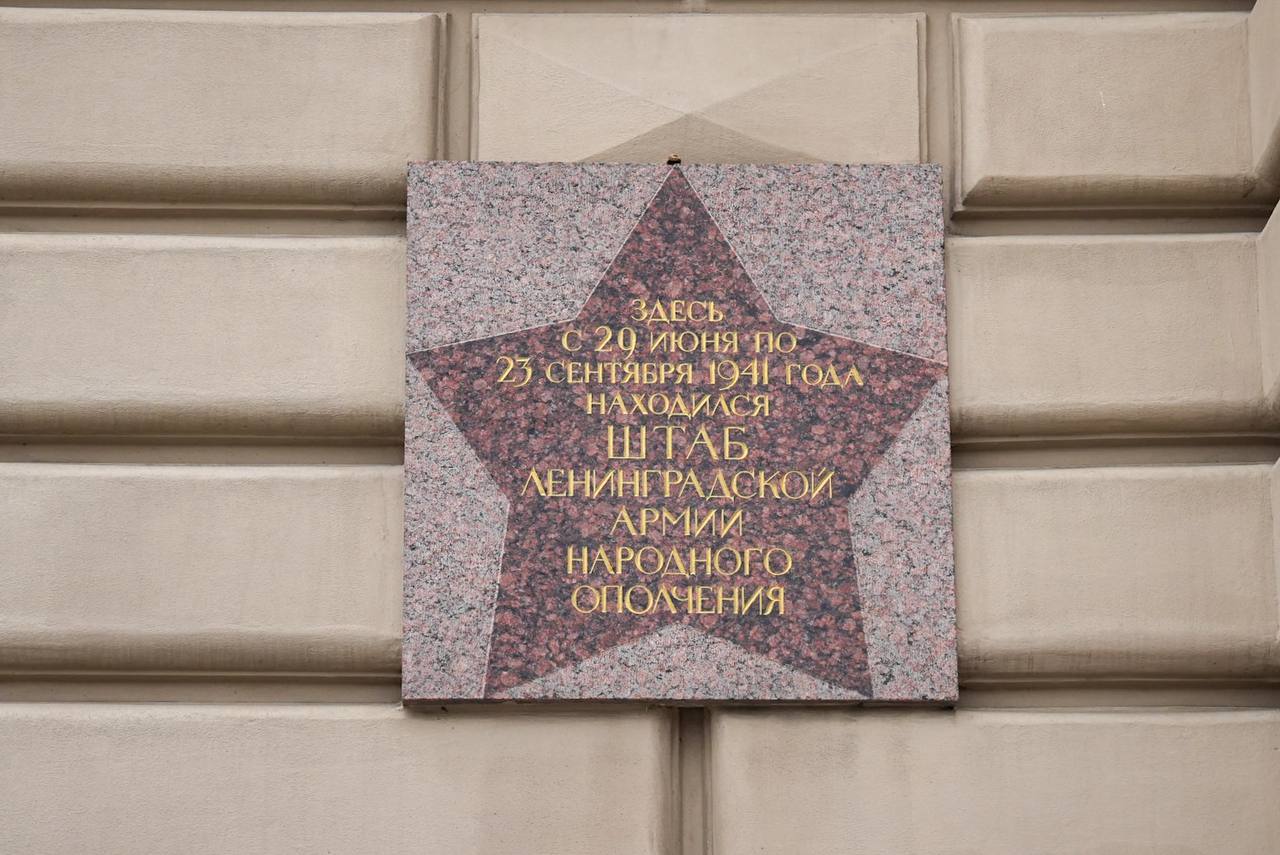 ЗДЕСЬ
С 29 ИЮНЯ ПО
23 СЕНТЯБРЯ 1941 ГОДА
НАХОДИЛСЯ
ШТАБ
ЛЕНИНГРАДСКОЙ
АРМИИ
НАРОДНОГО
ОПОЛЧЕНИЯ